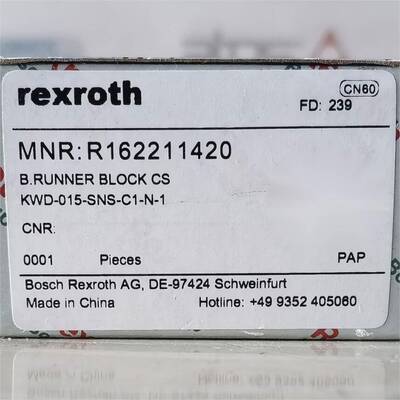 rexroth
CN60
FD: 239
MNR: R162211420
B.RUNNER BLOCK CS
KWD-015-SNS-C1-N-1
CNR:
0001 Pieces PAP
Bosch Rexroth AG, DE-97424 Schweinfurt
Made in China Hotline: +49 9352 405060